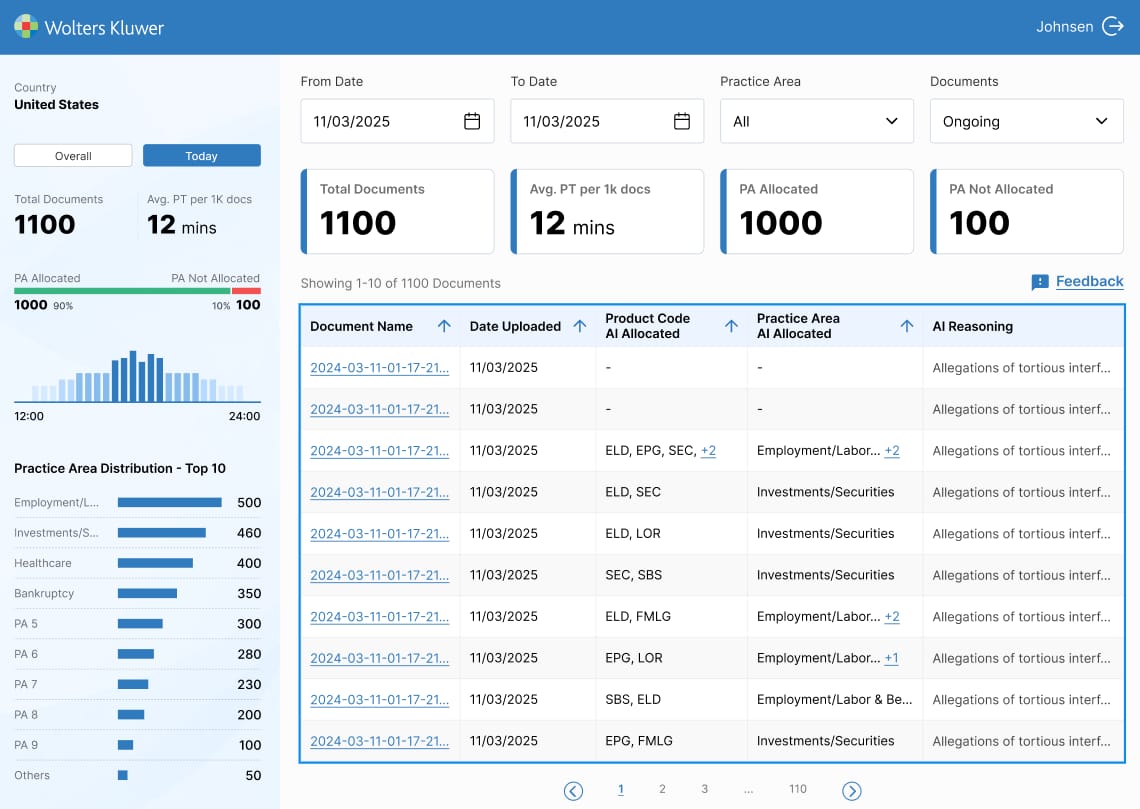 Wolters Kluwer
Johnsen
Country
United States
Overall
Today
Total Documents
1100
Avg. PT per 1K docs
12 mins
PA Allocated
PA Not Allocated
1000 90%
10% 100
12:00
24:00
Practice Area Distribution - Top 10
Employment/L... 500
Investments/S... 460
Healthcare 400
Bankruptcy 350
PA 5 300
PA 6 280
PA 7 230
PA 8 200
PA 9 100
Others 50
From Date
11/03/2025
To Date
11/03/2025
Practice Area
All
Documents
Ongoing
Total Documents
1100
Avg. PT per 1k docs
12 mins
PA Allocated
1000
PA Not Allocated
100
Showing 1-10 of 1100 Documents
Feedback
Document Name
Date Uploaded
Product Code
AI Allocated
Practice Area
AI Allocated
AI Reasoning
2024-03-11-01-17-21... 11/03/2025 - - Allegations of tortious interf...
2024-03-11-01-17-21... 11/03/2025 - - Allegations of tortious interf...
2024-03-11-01-17-21... 11/03/2025 ELD, EPG, SEC, +2 Employment/Labor... +2 Allegations of tortious interf...
2024-03-11-01-17-21... 11/03/2025 ELD, SEC Investments/Securities Allegations of tortious interf...
2024-03-11-01-17-21... 11/03/2025 ELD, LOR Investments/Securities Allegations of tortious interf...
2024-03-11-01-17-21... 11/03/2025 SEC, SBS Investments/Securities Allegations of tortious interf...
2024-03-11-01-17-21... 11/03/2025 ELD, FMLG Employment/Labor... +2 Allegations of tortious interf...
2024-03-11-01-17-21... 11/03/2025 EPG, LOR Employment/Labor... +1 Allegations of tortious interf...
2024-03-11-01-17-21... 11/03/2025 SBS, ELD Employment/Labor & Be... Allegations of tortious interf...
2024-03-11-01-17-21... 11/03/2025 EPG, FMLG Investments/Securities Allegations of tortious interf...
1 2 3 ... 110